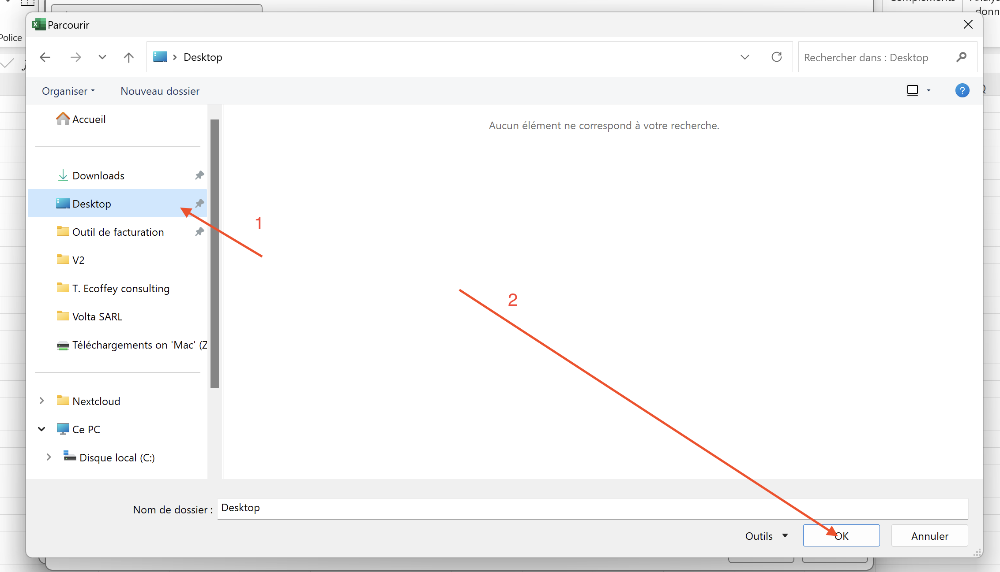 Police
Parcourir
Desktop
Rechercher dans : Desktop
Organiser
Nouveau dossier
?
Accueil
Aucun élément ne correspond à votre recherche.
Downloads
Desktop
1
Outil de facturation
V2
T. Ecoffey consulting
2
Volta SARL
Téléchargements on 'Mac' (Z
Nextcloud
Ce PC
Disque local (C:)
Nom de dossier :
Desktop
Outils
OK
Annuler